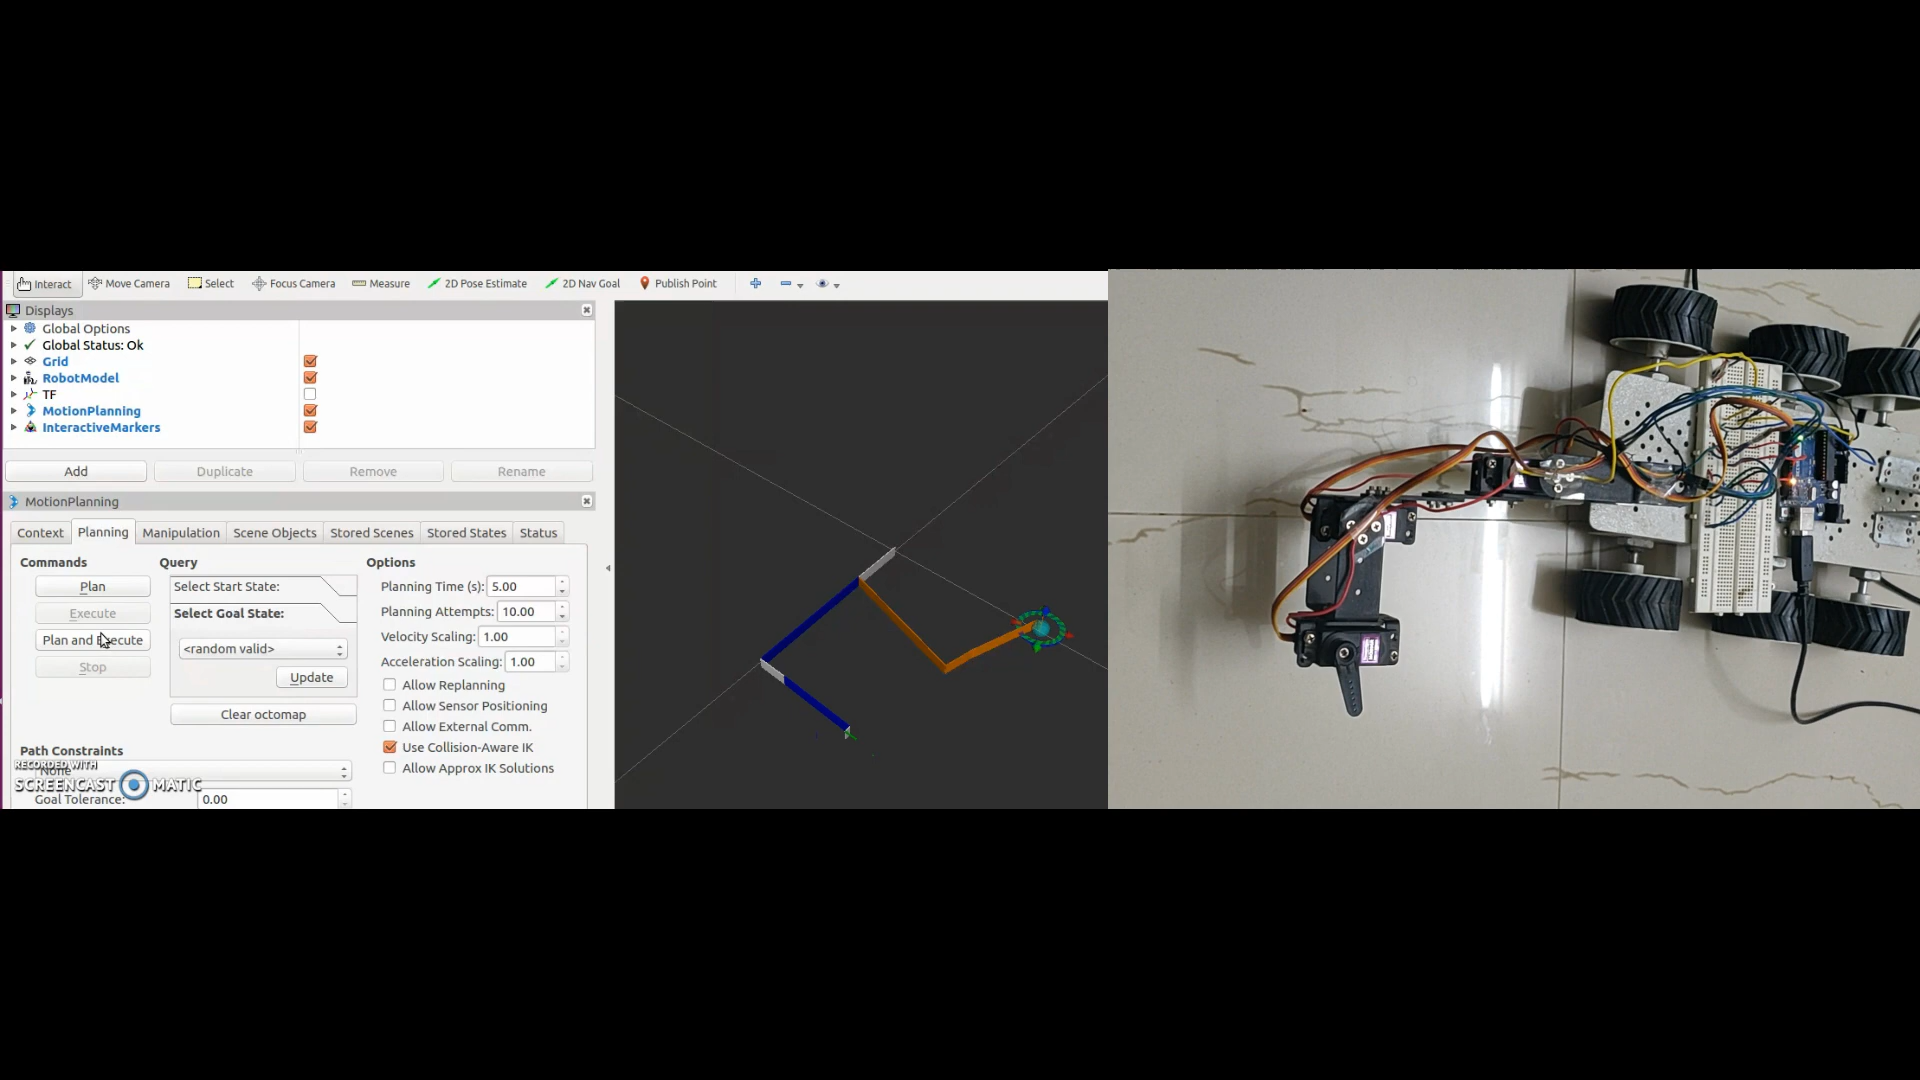 Interact Move Camera Select Focus Camera Measure 2D Pose Estimate 2D Nav Goal Publish Point
Displays
Global Options
Global Status: Ok
Grid
RobotModel
TF
MotionPlanning
InteractiveMarkers
Add Duplicate Remove Rename
MotionPlanning
Context Planning Manipulation Scene Objects Stored Scenes Stored States Status
Commands
Plan
Execute
Plan and Execute
Stop
Query
Select Start State:
Select Goal State:
<random valid>
Update
Clear octomap
Options
Planning Time (s): 5.00
Planning Attempts: 10.00
Velocity Scaling: 1.00
Acceleration Scaling: 1.00
Allow Replanning
Allow Sensor Positioning
Allow External Comm.
Use Collision-Aware IK
Allow Approx IK Solutions
Path Constraints
None
Goal Tolerance: 0.00
RECORDED WITH
SCREENCAST MATIC